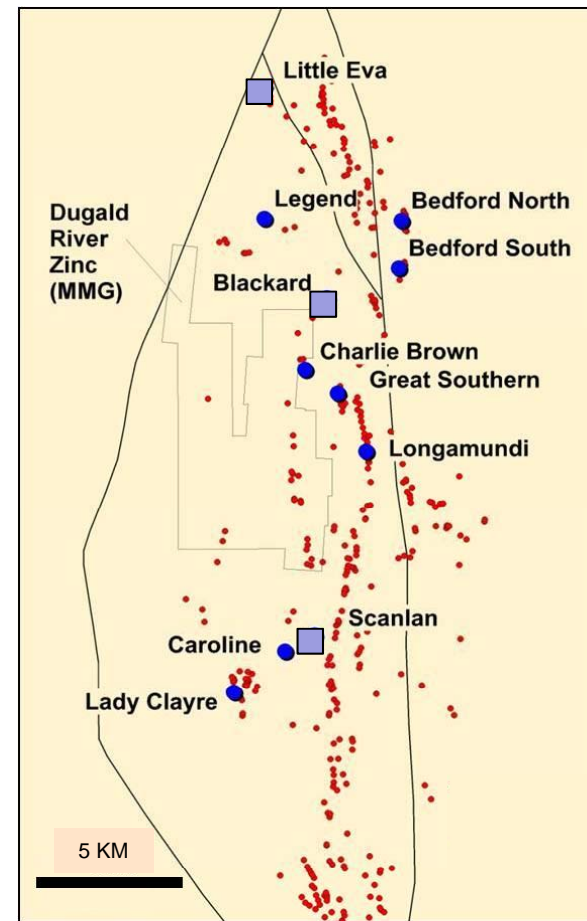 Little Eva
Legend
Bedford North
Dugald
River
Zinc
(MMG)
Bedford South
Blackard
Charlie Brown
Great Southern
Longamundi
Scanlan
Caroline
Lady Clayre
5 KM